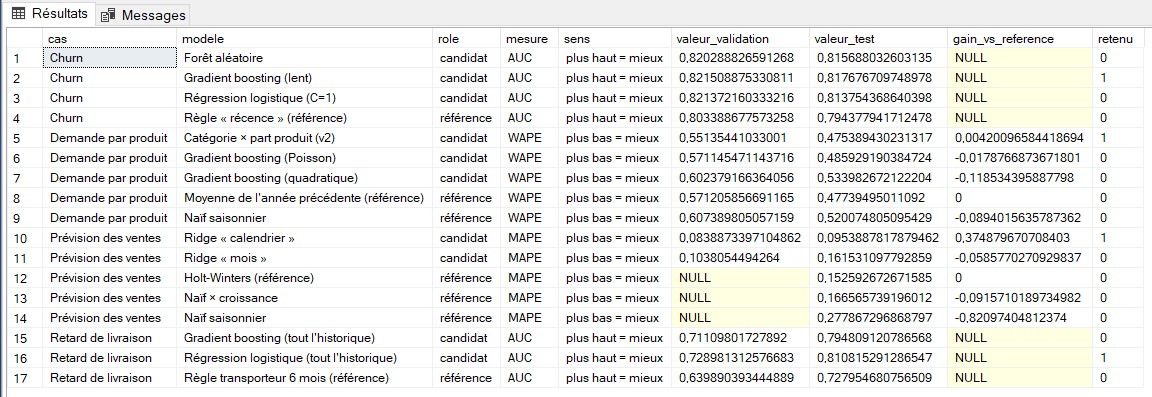 Résultats Messages
cas modele role mesure sens valeur_validation valeur_test gain_vs_reference retenu
1 Churn Forêt aléatoire candidat AUC plus haut = mieux 0,820288826591268 0,815688032603135 NULL 0
2 Churn Gradient boosting (lent) candidat AUC plus haut = mieux 0,821508875330811 0,817676709748978 NULL 1
3 Churn Régression logistique (C=1) candidat AUC plus haut = mieux 0,821372160333216 0,813754368640398 NULL 0
4 Churn Règle « récence » (référence) référence AUC plus haut = mieux 0,803388677573258 0,794377941712478 NULL 0
5 Demande par produit Catégorie × part produit (v2) candidat WAPE plus bas = mieux 0,55135441033001 0,475389430231317 0,00420096584418694 1
6 Demande par produit Gradient boosting (Poisson) candidat WAPE plus bas = mieux 0,571145471143716 0,485929190384724 -0,0178766873671801 0
7 Demande par produit Gradient boosting (quadratique) candidat WAPE plus bas = mieux 0,602379166364056 0,533982672122204 -0,118534395887798 0
8 Demande par produit Moyenne de l'année précédente (référence) référence WAPE plus bas = mieux 0,571205856691165 0,47739495011092 0 0
9 Demande par produit Naïf saisonnier référence WAPE plus bas = mieux 0,607389805057159 0,520074805095429 -0,0894015635787362 0
10 Prévision des ventes Ridge « calendrier » candidat MAPE plus bas = mieux 0,0838873397104862 0,0953887817879462 0,374879670708403 1
11 Prévision des ventes Ridge « mois » candidat MAPE plus bas = mieux 0,1038054494264 0,161531097792859 -0,0585770270929837 0
12 Prévision des ventes Holt-Winters (référence) référence MAPE plus bas = mieux NULL 0,152592672671585 0 0
13 Prévision des ventes Naïf × croissance référence MAPE plus bas = mieux NULL 0,166565739196012 -0,0915710189734982 0
14 Prévision des ventes Naïf saisonnier référence MAPE plus bas = mieux NULL 0,277867296868797 -0,82097404812374 0
15 Retard de livraison Gradient boosting (tout l'historique) candidat AUC plus haut = mieux 0,71109801727892 0,794809120786568 NULL 0
16 Retard de livraison Régression logistique (tout l'historique) candidat AUC plus haut = mieux 0,728981312576683 0,810815291286547 NULL 1
17 Retard de livraison Règle transporteur 6 mois (référence) référence AUC plus haut = mieux 0,639890393444889 0,727954680756509 NULL 0